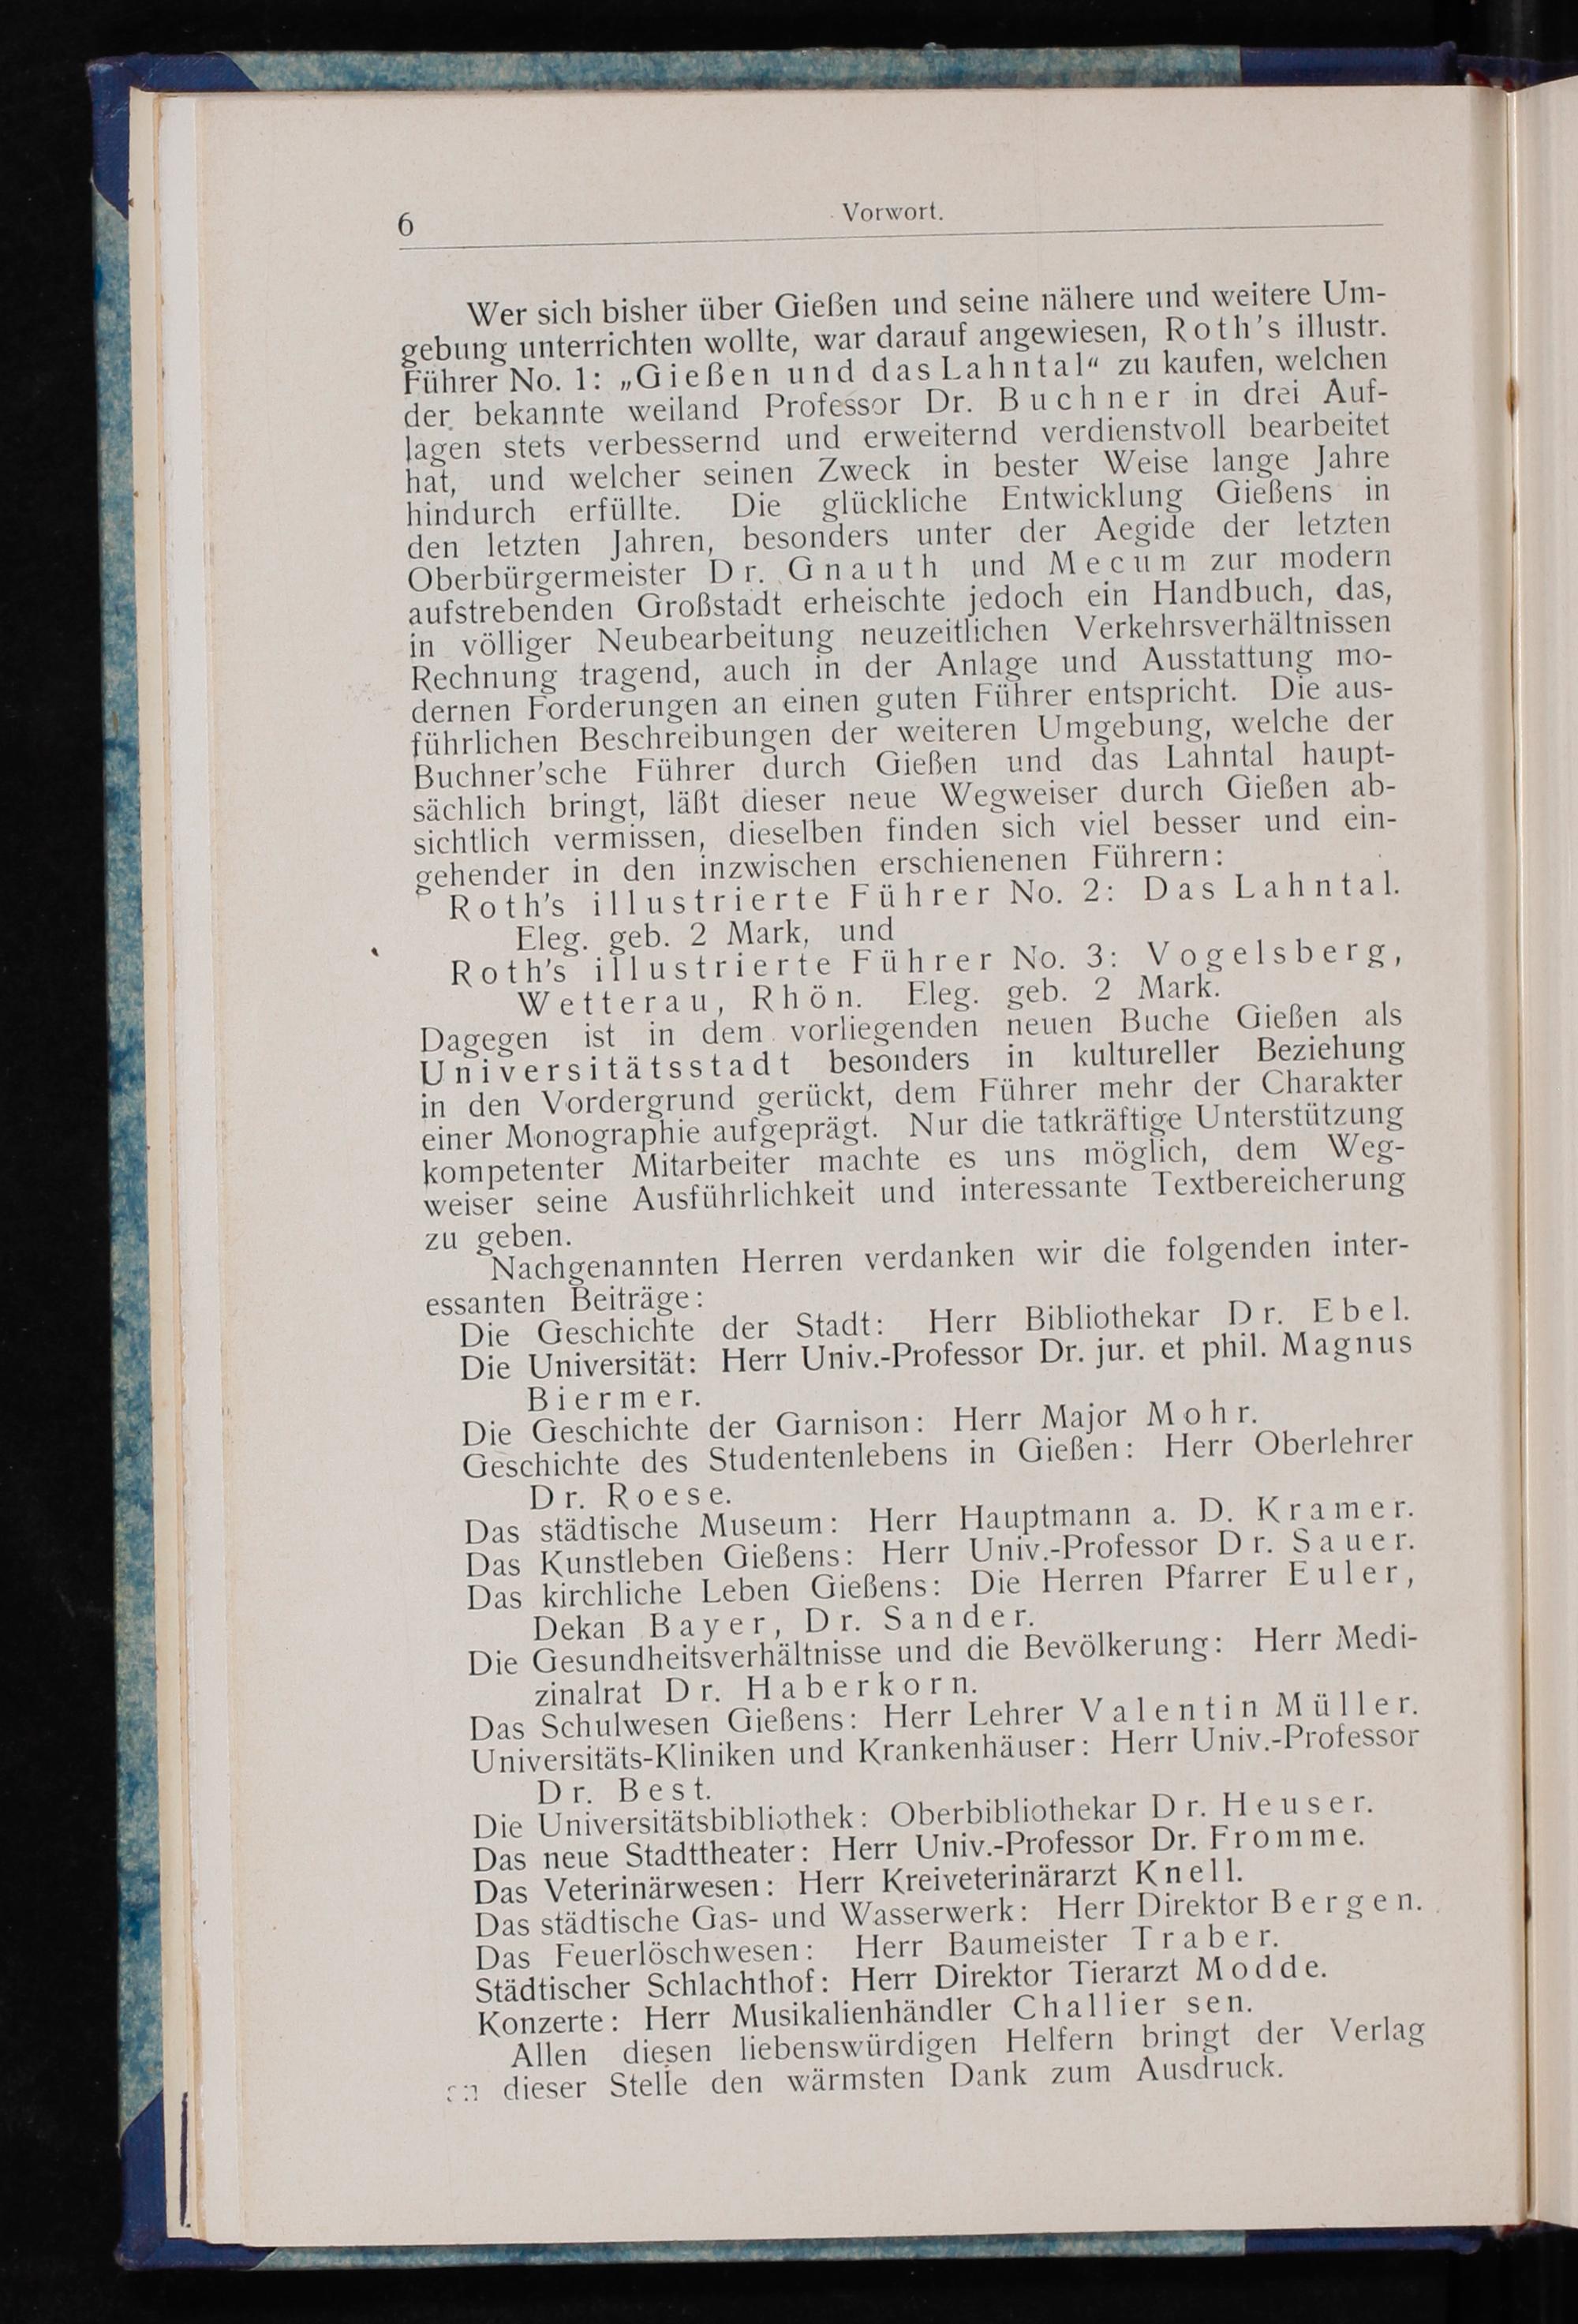 6
Vorwort.
Wer sich bisher über Gießen und seine nähere und weitere Um-
gebung unterrichten wollte, war darauf angewiesen, Roth's illustr.
Führer No. 1: „Gießen und das Lahntal“ zu kaufen, welchen
der bekannte weiland Professor Dr. Buchner in drei Auf-
lagen stets verbessernd und erweiternd verdienstvoll bearbeitet
hat, und welcher seinen Zweck in bester Weise lange Jahre
hindurch erfüllte. Die glückliche Entwicklung Gießens in
den letzten Jahren, besonders unter der Aegide der letzten
Oberbürgermeister Dr. Gnauth und Mecum zur modern
aufstrebenden Großstadt erheischte jedoch ein Handbuch, das,
in völliger Neubearbeitung neuzeitlichen Verkehrsverhältnissen
Rechnung tragend, auch in der Anlage und Ausstattung mo-
dernen Forderungen an einen guten Führer entspricht. Die aus-
führlichen Beschreibungen der weiteren Umgebung, welche der
Buchner'sche Führer durch Gießen und das Lahntal haupt-
sächlich bringt, läßt dieser neue Wegweiser durch Gießen ab-
sichtlich vermissen, dieselben finden sich viel besser und ein-
gehender in den inzwischen erschienenen Führern:
Roth's illustrierte Führer No. 2: Das Lahntal.
Eleg. geb. 2 Mark, und
Roth's illustrierte Führer No. 3: Vogelsberg,
Wetterau, Rhön. Eleg. geb. 2 Mark.
Dagegen ist in dem vorliegenden neuen Buche Gießen als
Universitätsstadt besonders in kultureller Beziehung
in den Vordergrund gerückt, dem Führer mehr der Charakter
einer Monographie aufgeprägt. Nur die tatkräftige Unterstützung
kompetenter Mitarbeiter machte es uns möglich, dem Weg-
weiser seine Ausführlichkeit und interessante Textbereicherung
zu geben.
Nachgenannten Herren verdanken wir die folgenden inter-
essanten Beiträge:
Die Geschichte der Stadt: Herr Bibliothekar Dr. Ebel.
Die Universität: Herr Univ.-Professor Dr. jur. et phil. Magnus
Biermer.
Die Geschichte der Garnison: Herr Major Mohr.
Geschichte des Studentenlebens in Gießen: Herr Oberlehrer
Dr. Roese.
Das städtische Museum: Herr Hauptmann a. D. Kramer.
Das Kunstleben Gießens: Herr Univ.-Professor Dr. Sauer.
Das kirchliche Leben Gießens: Die Herren Pfarrer Euler,
Dekan Bayer, Dr. Sander.
Die Gesundheitsverhältnisse und die Bevölkerung: Herr Medi-
zinalrat Dr. Haberkorn.
Das Schulwesen Gießens: Herr Lehrer Valentin Müller.
Universitäts-Kliniken und Krankenhäuser: Herr Univ.-Professor
Dr. Best.
Die Universitätsbibliothek: Oberbibliothekar Dr. Heuser.
Das neue Stadttheater: Herr Univ.-Professor Dr. Fromme.
Das Veterinärwesen: Herr Kreiveterinärarzt Knell.
Das städtische Gas- und Wasserwerk: Herr Direktor Bergen.
Das Feuerlöschwesen: Herr Baumeister Traber.
Städtischer Schlachthof: Herr Direktor Tierarzt Modde.
Konzerte: Herr Musikalienhändler Challier sen.
Allen diesen liebenswürdigen Helfern bringt der Verlag
an dieser Stelle den wärmsten Dank zum Ausdruck.